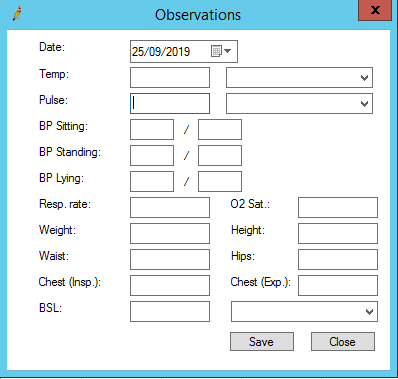 Observations
X
Date: 25/09/2019
Temp:
Pulse:
BP Sitting: /
BP Standing: /
BP Lying: /
Resp. rate: O2 Sat.:
Weight: Height:
Waist: Hips:
Chest (Insp.): Chest (Exp.):
BSL:
Save Close